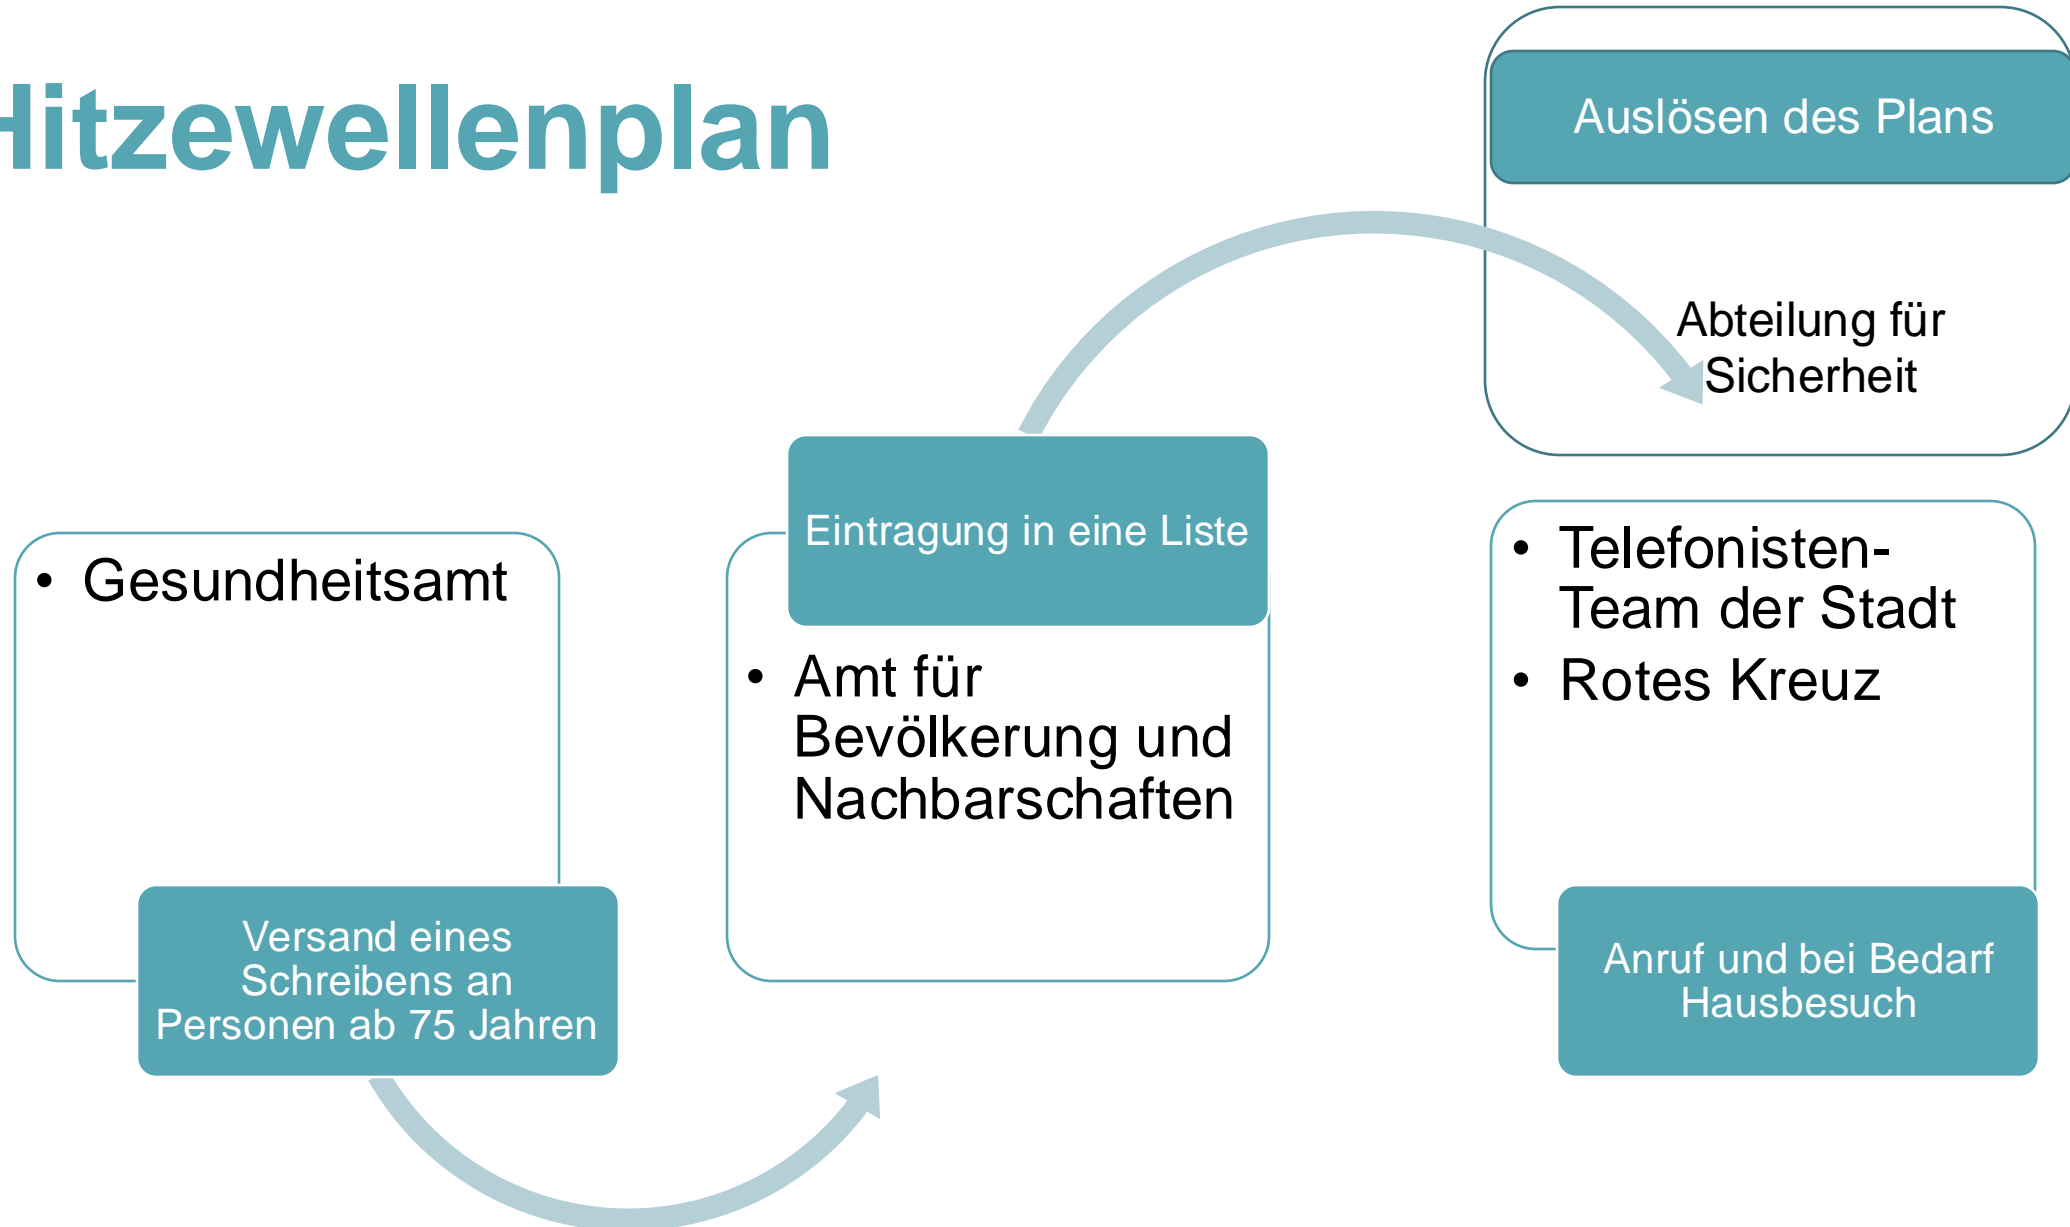 Hitzewellenplan
Auslösen des Plans
Abteilung für
Sicherheit
• Gesundheitsamt
Versand eines
Schreibens an
Personen ab 75 Jahren
Eintragung in eine Liste
• Amt für
Bevölkerung und
Nachbarschaften
• Telefonisten-
Team der Stadt
• Rotes Kreuz
Anruf und bei Bedarf
Hausbesuch